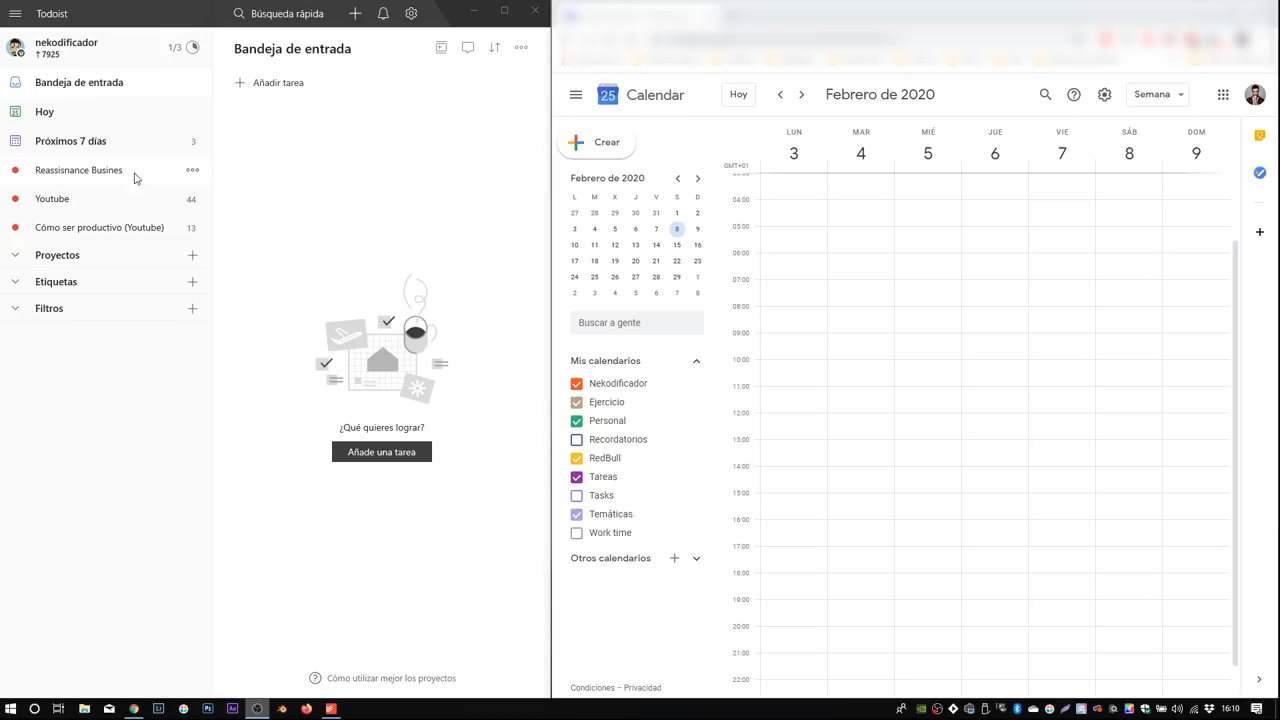 Todoist
Búsqueda rápida
nekodificador
↑ 7925
1/3
Bandeja de entrada
Hoy
Próximos 7 días 3
Reassisnance Busines
Youtube 44
Cómo ser productivo (Youtube) 13
Proyectos
Etiquetas
Filtros
Bandeja de entrada
Añadir tarea
¿Qué quieres lograr?
Añade una tarea
Cómo utilizar mejor los proyectos
25 Calendar
Hoy
Febrero de 2020
Semana
Crear
Febrero de 2020
L M X J V S D
27 28 29 30 31 1 2
3 4 5 6 7 8 9
10 11 12 13 14 15 16
17 18 19 20 21 22 23
24 25 26 27 28 29 1
2 3 4 5 6 7 8
Buscar a gente
Mis calendarios
Nekodificador
Ejercicio
Personal
Recordatorios
RedBull
Tareas
Tasks
Temáticas
Work time
Otros calendarios
Condiciones – Privacidad
LUN MAR MIÉ JUE VIE SÁB DOM
3 4 5 6 7 8 9
GMT+01
04:00
05:00
06:00
07:00
08:00
09:00
10:00
11:00
12:00
13:00
14:00
15:00
16:00
17:00
18:00
19:00
20:00
21:00
22:00
Lr
Ps
Ae
16:10